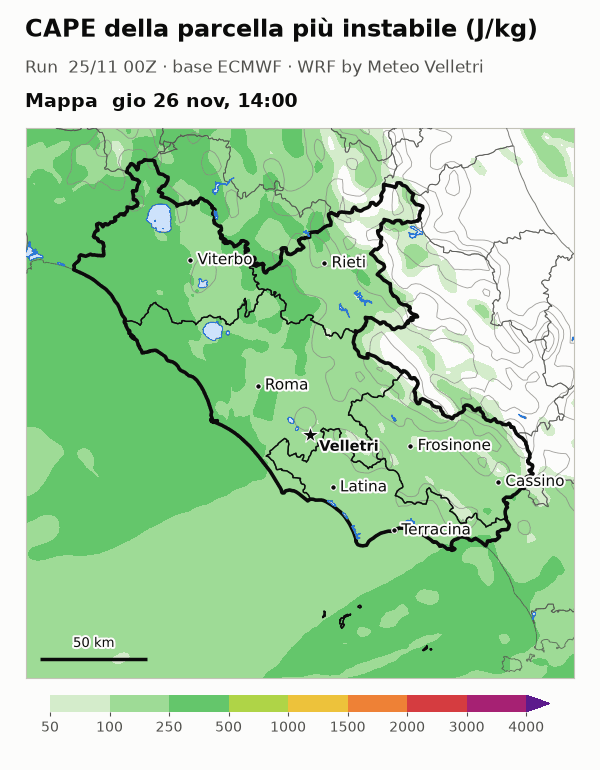 CAPE della parcella più instabile (J/kg)
Run  25/11 00Z · base ECMWF · WRF by Meteo Velletri
Mappa  gio 26 nov, 14:00
Viterbo
Rieti
Roma
Velletri
Frosinone
Latina
Cassino
Terracina
50 km
50 100 250 500 1000 1500 2000 3000 4000